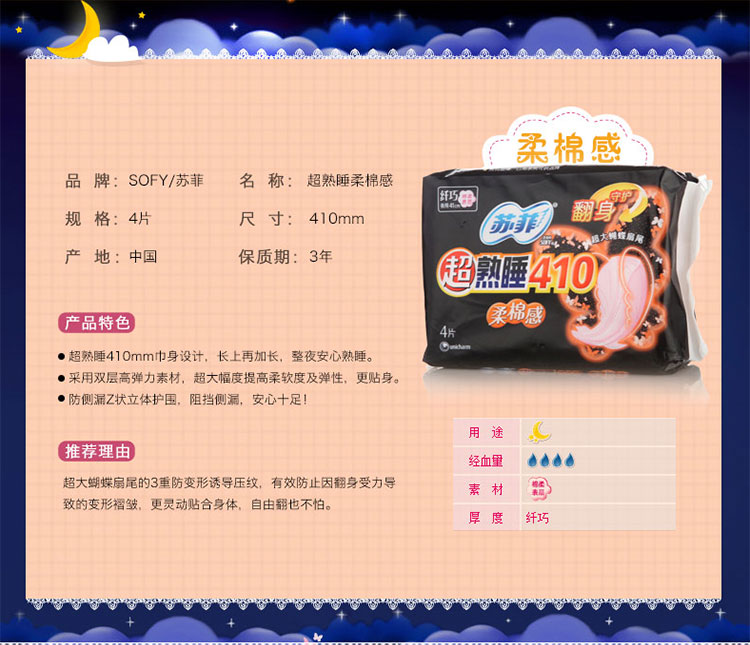 品 牌：SOFY/苏菲
名 称：超熟睡柔棉感
规 格：4片
尺 寸：410mm
产 地：中国
保质期：3年
产品特色
●超熟睡410mm巾身设计，长上再加长，整夜安心熟睡。
●采用双层高弹力素材，超大幅度提高柔软度及弹性，更贴身。
●防侧漏Z状立体护围，阻挡侧漏，安心十足！
推荐理由
超大蝴蝶扇尾的3重防变形诱导压纹，有效防止因翻身受力导
致的变形褶皱，更灵动贴合身体，自由翻也不怕。
柔棉感
纤巧
苏菲
守护
翻身
超大蝴蝶扇尾
超熟睡410
柔棉感
4片
unicharm
用 途
经血量
素 材
棉柔
表层
厚 度
纤巧